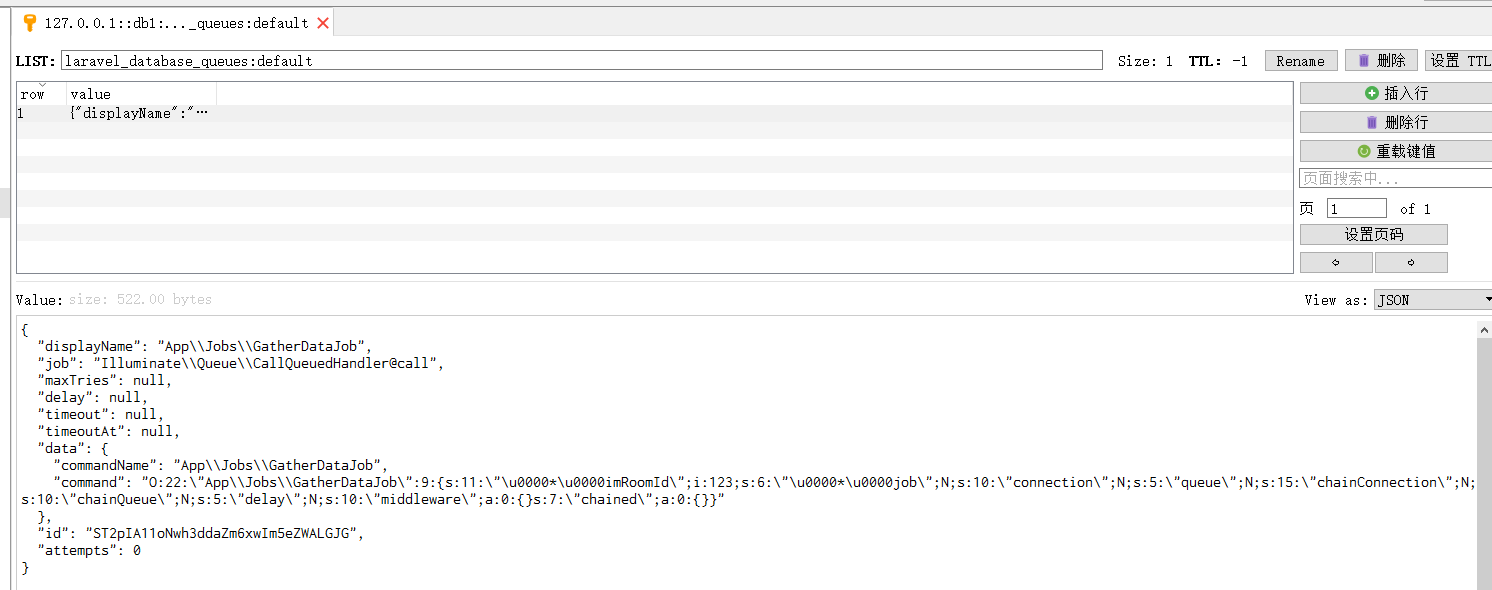 127.0.0.1::db1:..._queues:default
LIST: laravel_database_queues:default Size: 1 TTL: -1 Rename 删除 设置 TTL
row value
1 {"displayName":"…
插入行
删除行
重载键值
页面搜索中...
页 1 of 1
设置页码
Value: size: 522.00 bytes View as: JSON
{
"displayName": "App\\Jobs\\GatherDataJob",
"job": "Illuminate\\Queue\\CallQueuedHandler@call",
"maxTries": null,
"delay": null,
"timeout": null,
"timeoutAt": null,
"data": {
"commandName": "App\\Jobs\\GatherDataJob",
"command": "O:22:\"App\\Jobs\\GatherDataJob\":9:{s:11:\"\u0000*\u0000imRoomId\";i:123;s:6:\"\u0000*\u0000job\";N;s:10:\"connection\";N;s:5:\"queue\";N;s:15:\"chainConnection\";N;
s:10:\"chainQueue\";N;s:5:\"delay\";N;s:10:\"middleware\";a:0:{}s:7:\"chained\";a:0:{}}"
},
"id": "ST2pIA11oNwh3ddaZm6xwIm5eZWALGJG",
"attempts": 0
}